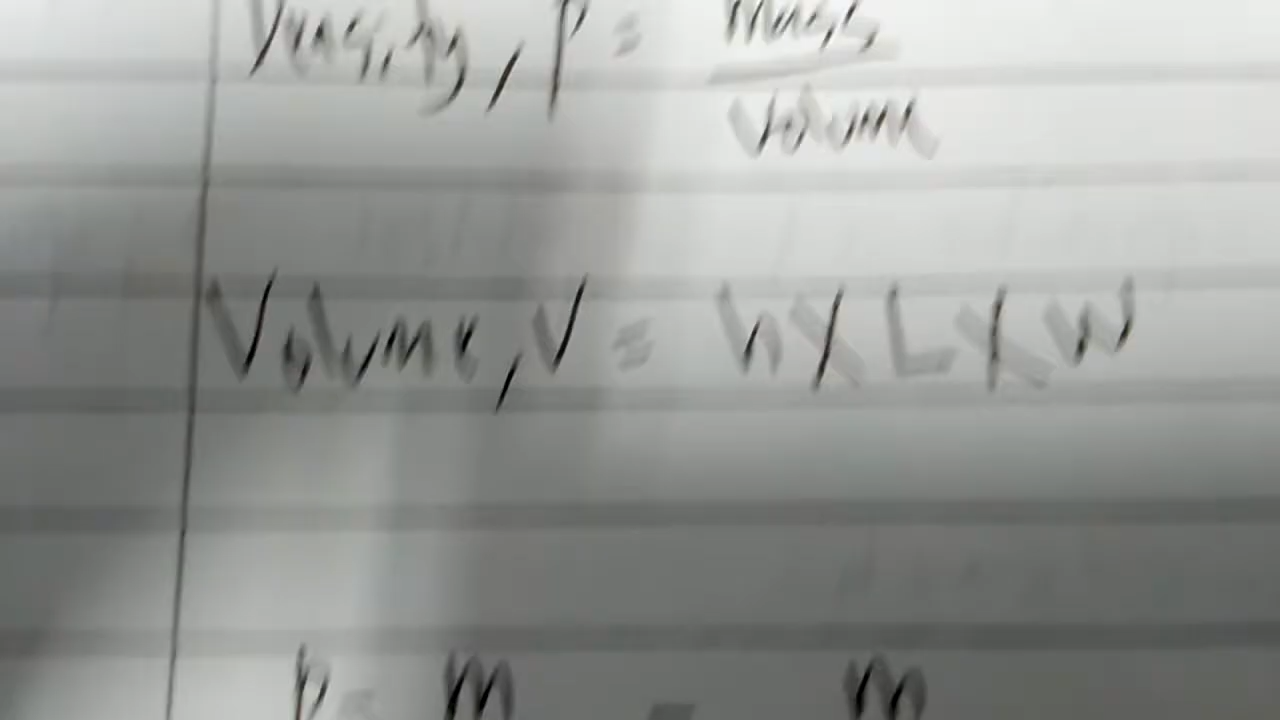 Density, P = Mass
Volume
Volume, V = h X L X W
P = m = m